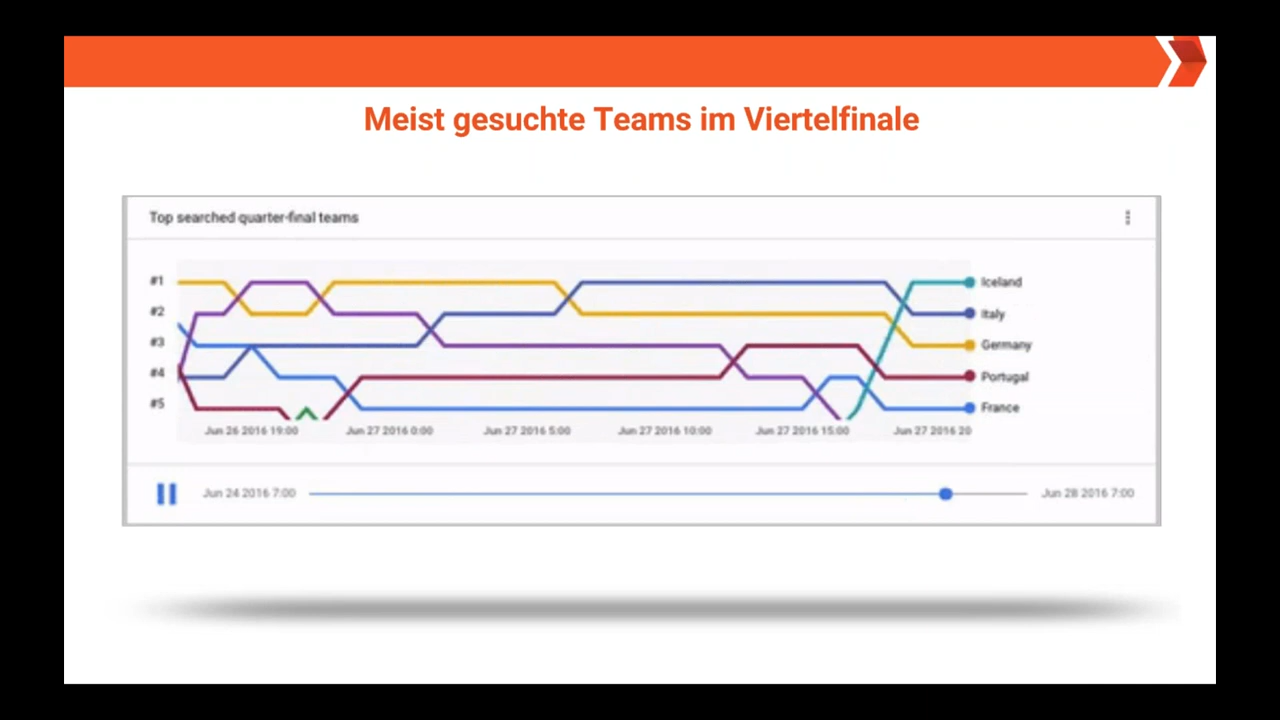 Meist gesuchte Teams im Viertelfinale
Top searched quarter-final teams
#1
#2
#3
#4
#5
Iceland
Italy
Germany
Portugal
France
Jun 26 2016 19:00 Jun 27 2016 0:00 Jun 27 2016 5:00 Jun 27 2016 10:00 Jun 27 2016 15:00 Jun 27 2016 20
Jun 24 2016 7:00 Jun 28 2016 7:00